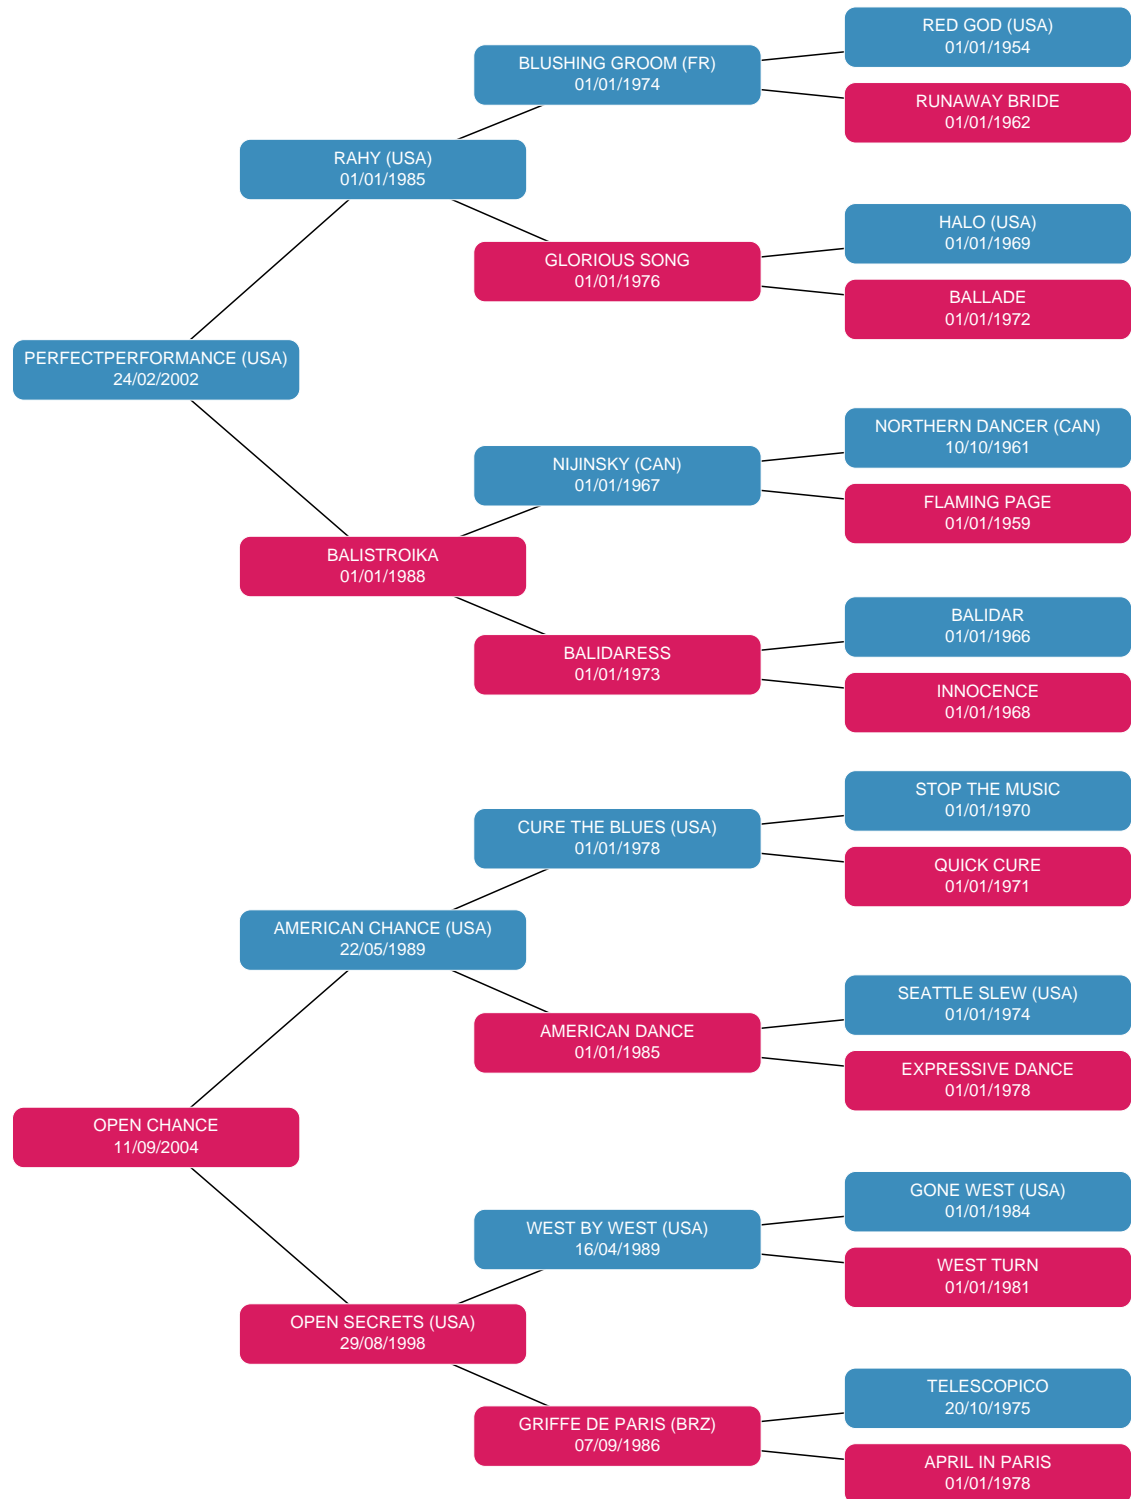 RED GOD (USA)
01/01/1954
BLUSHING GROOM (FR)
01/01/1974
RUNAWAY BRIDE
01/01/1962
RAHY (USA)
01/01/1985
HALO (USA)
01/01/1969
GLORIOUS SONG
01/01/1976
BALLADE
01/01/1972
PERFECTPERFORMANCE (USA)
24/02/2002
NORTHERN DANCER (CAN)
10/10/1961
NIJINSKY (CAN)
01/01/1967
FLAMING PAGE
01/01/1959
BALISTROIKA
01/01/1988
BALIDAR
01/01/1966
BALIDARESS
01/01/1973
INNOCENCE
01/01/1968
STOP THE MUSIC
01/01/1970
CURE THE BLUES (USA)
01/01/1978
QUICK CURE
01/01/1971
AMERICAN CHANCE (USA)
22/05/1989
SEATTLE SLEW (USA)
01/01/1974
AMERICAN DANCE
01/01/1985
EXPRESSIVE DANCE
01/01/1978
OPEN CHANCE
11/09/2004
GONE WEST (USA)
01/01/1984
WEST BY WEST (USA)
16/04/1989
WEST TURN
01/01/1981
OPEN SECRETS (USA)
29/08/1998
TELESCOPICO
20/10/1975
GRIFFE DE PARIS (BRZ)
07/09/1986
APRIL IN PARIS
01/01/1978